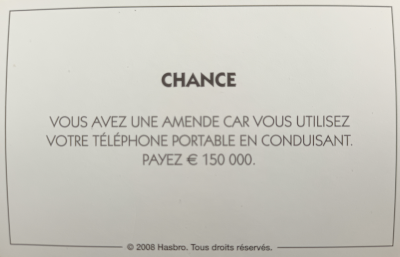 CHANCE
VOUS AVEZ UNE AMENDE CAR VOUS UTILISEZ
VOTRE TÉLÉPHONE PORTABLE EN CONDUISANT.
PAYEZ € 150 000.
© 2008 Hasbro. Tous droits réservés.